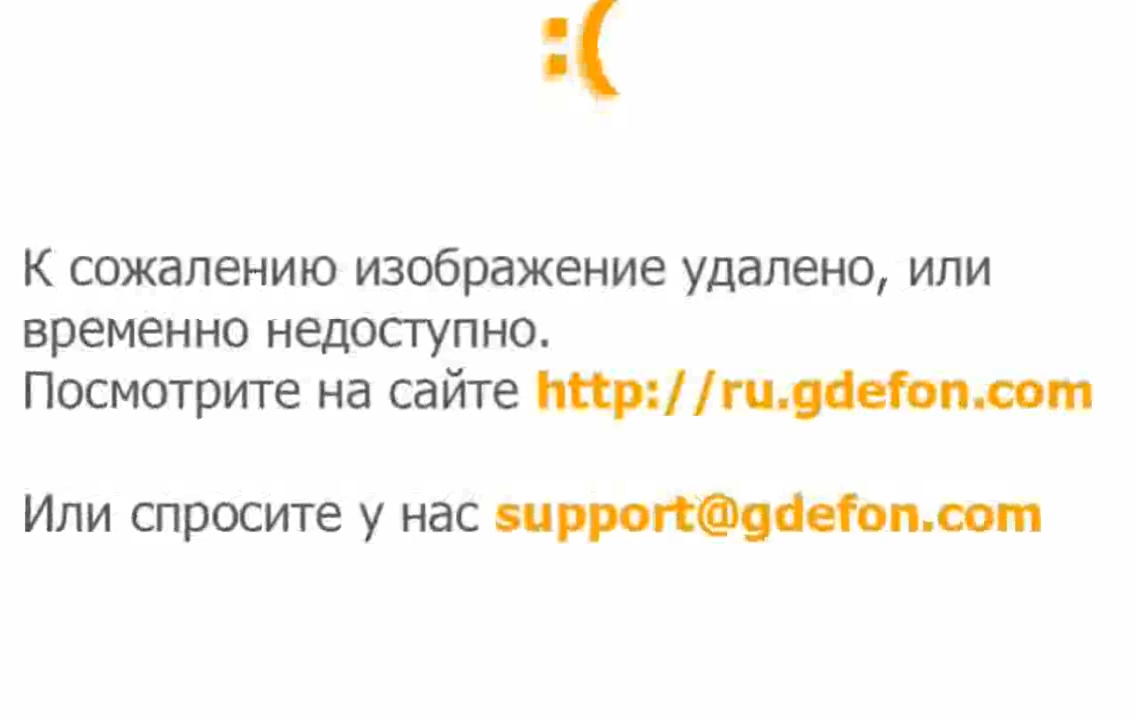 :(
К сожалению изображение удалено, или
временно недоступно.
Посмотрите на сайте http://ru.gdefon.com
Или спросите у нас support@gdefon.com